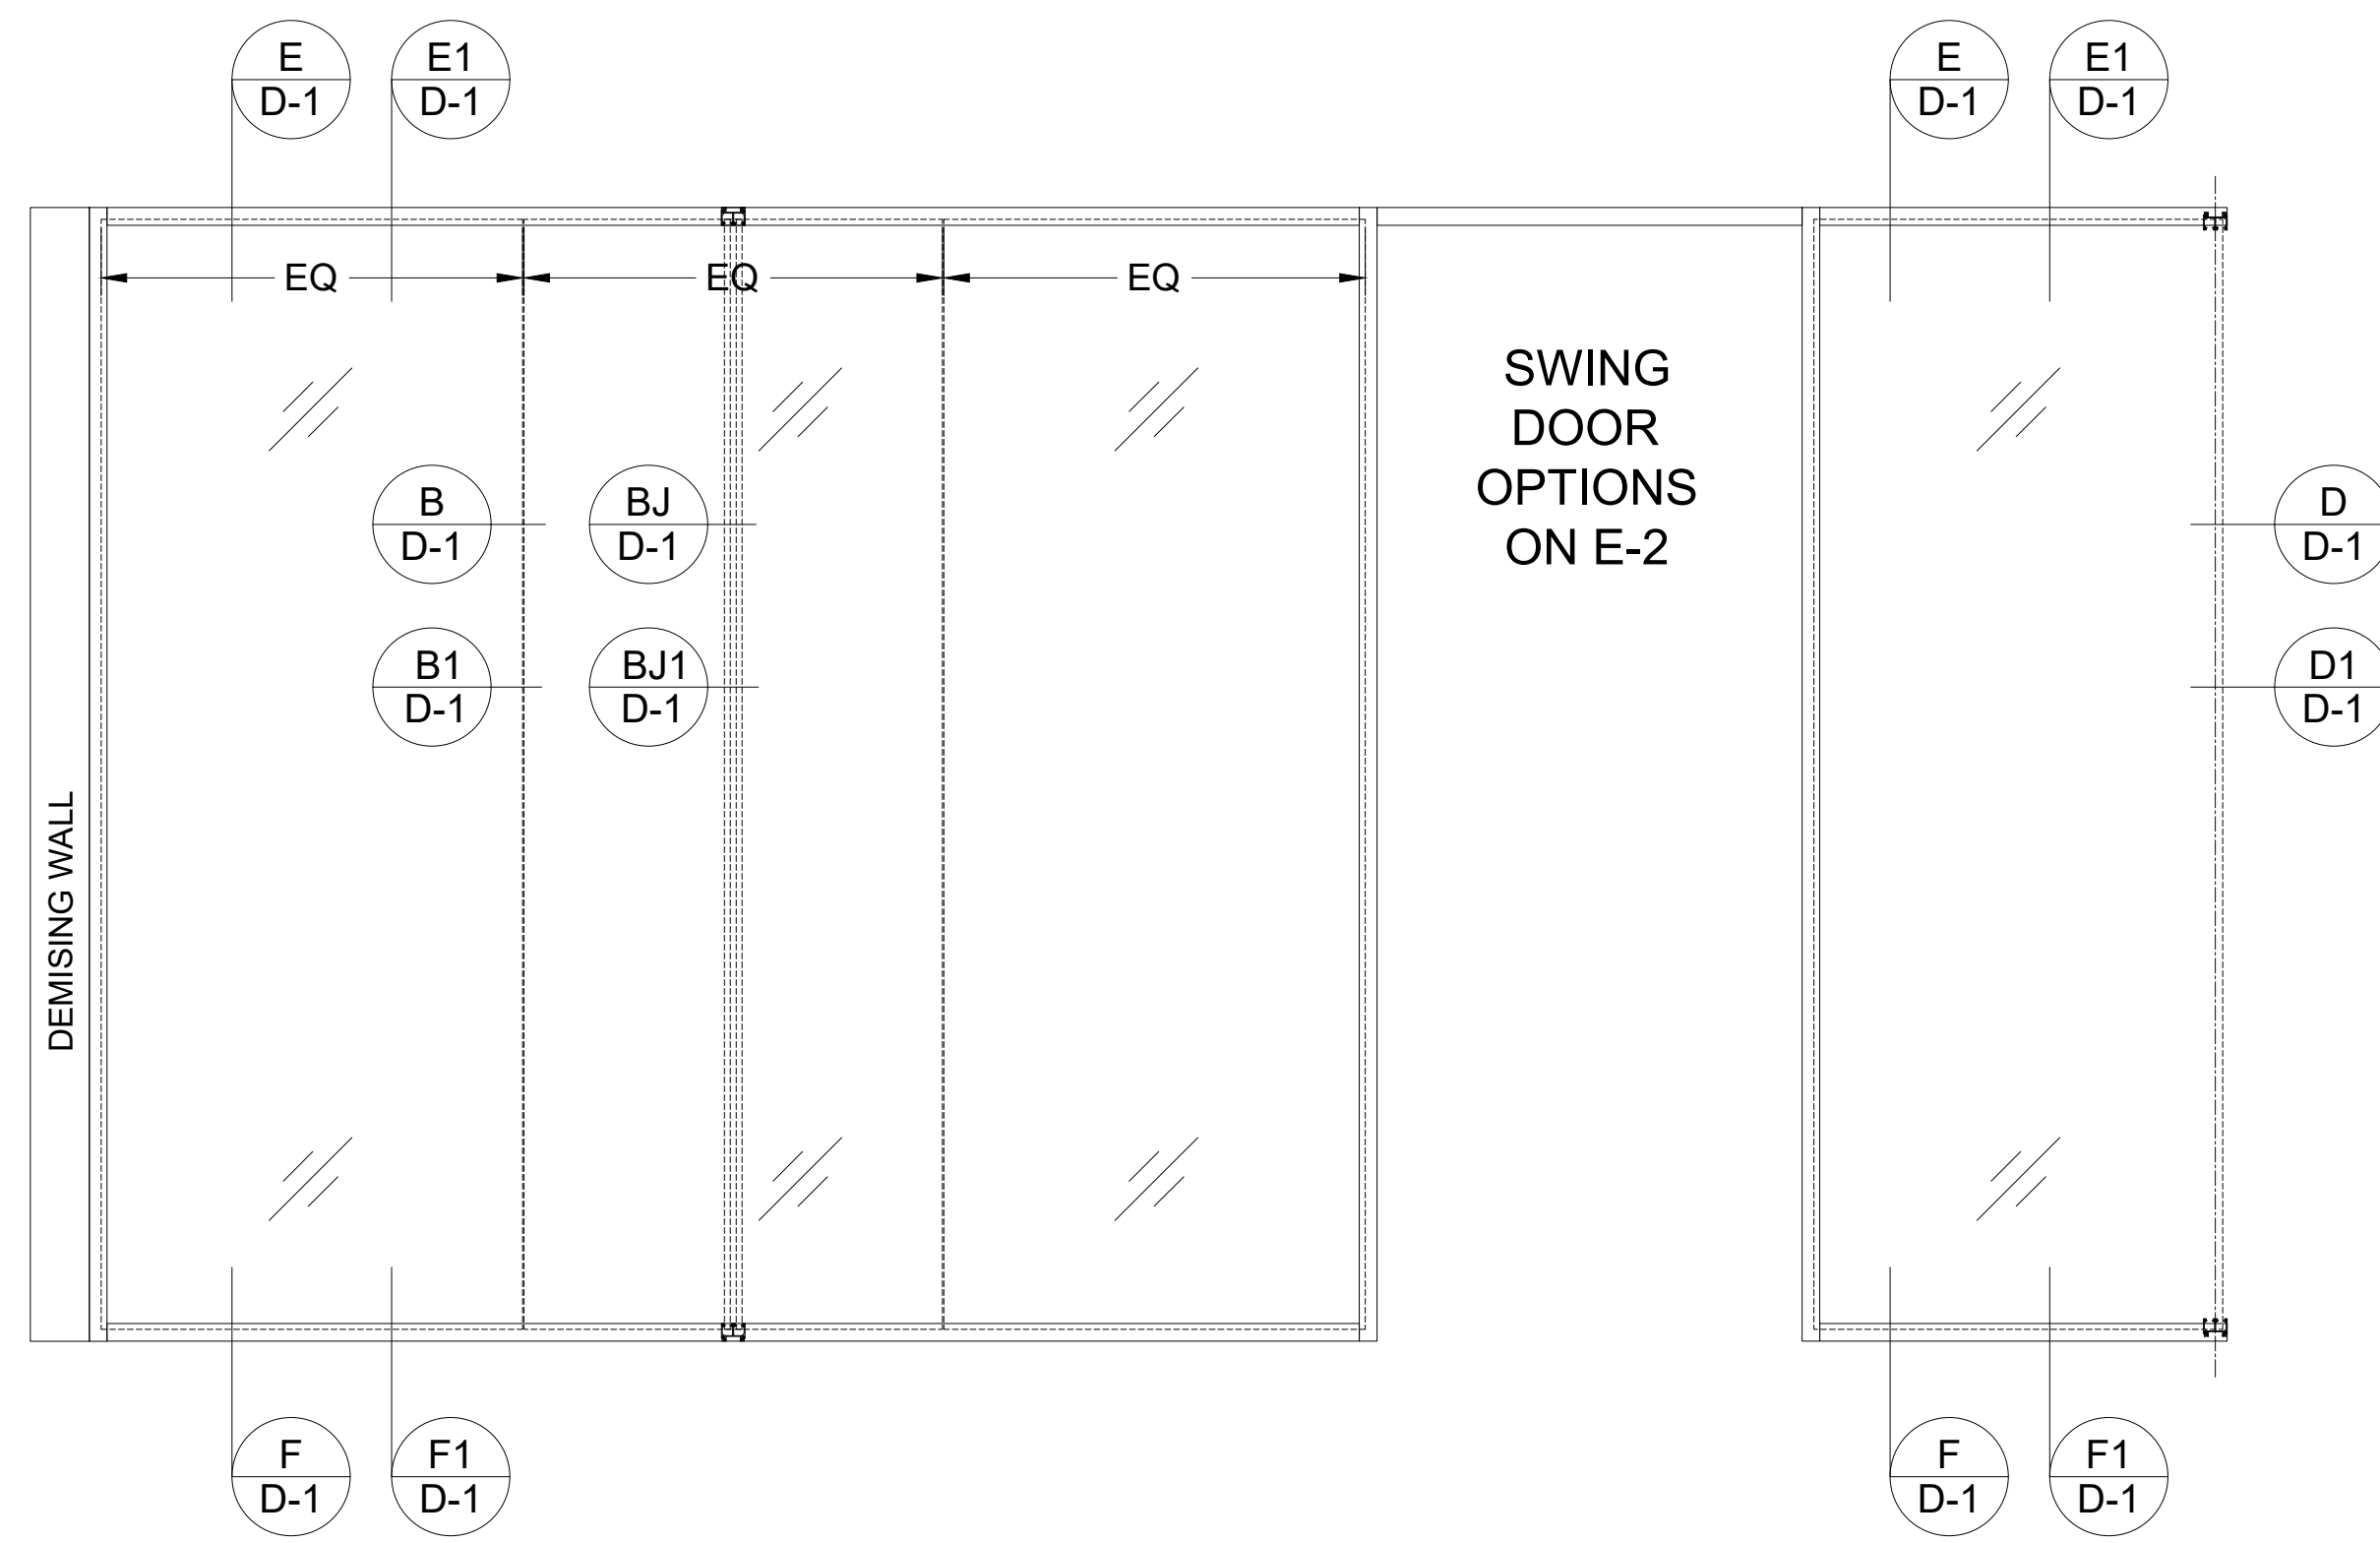 E
D-1
E1
D-1
E
D-1
E1
D-1
EQ
EQ
EQ
SWING
DOOR
OPTIONS
ON E-2
B
D-1
BJ
D-1
D
D-1
B1
D-1
BJ1
D-1
D1
D-1
DEMISING WALL
F
D-1
F1
D-1
F
D-1
F1
D-1